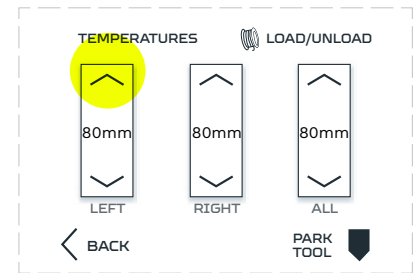 TEMPERATURES LOAD/UNLOAD
80mm 80mm 80mm
LEFT RIGHT ALL
BACK PARK
TOOL